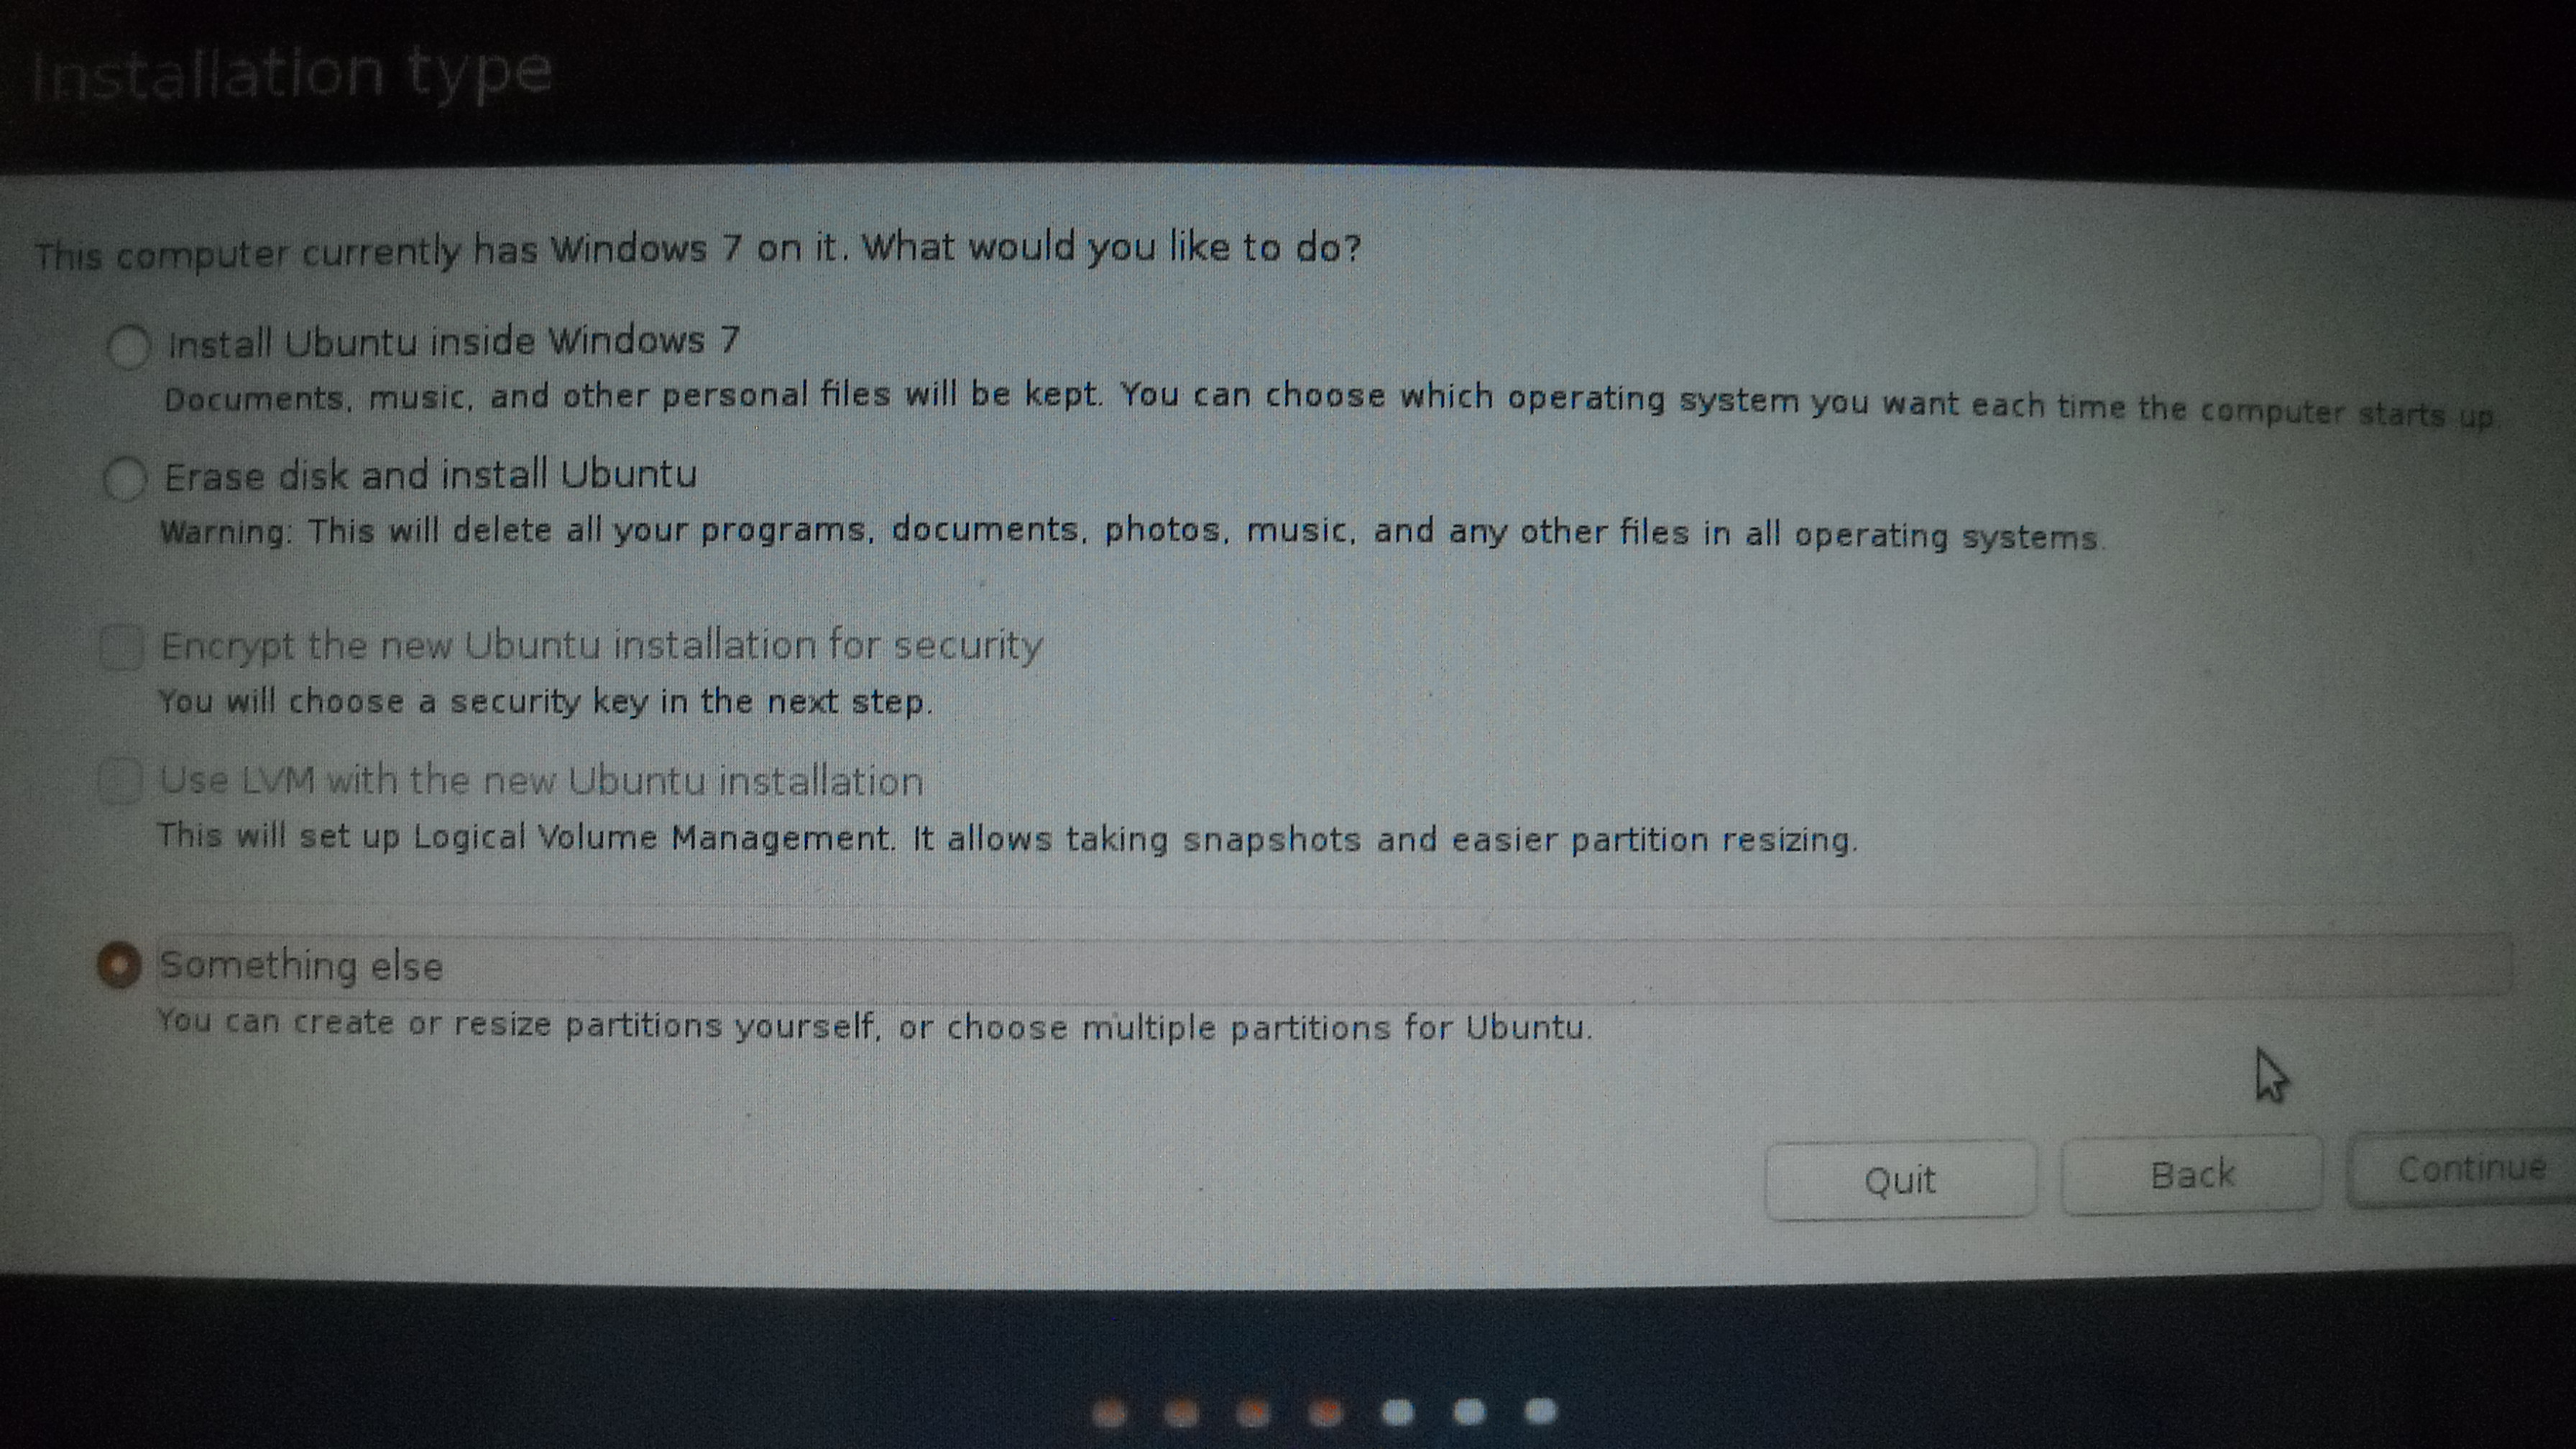 Installation type
This computer currently has Windows 7 on it. What would you like to do?
Install Ubuntu inside Windows 7
Documents, music, and other personal files will be kept. You can choose which operating system you want each time the computer starts up.
Erase disk and install Ubuntu
Warning: This will delete all your programs, documents, photos, music, and any other files in all operating systems.
Encrypt the new Ubuntu installation for security
You will choose a security key in the next step.
Use LVM with the new Ubuntu installation
This will set up Logical Volume Management. It allows taking snapshots and easier partition resizing.
Something else
You can create or resize partitions yourself, or choose multiple partitions for Ubuntu.
Quit Back Continue